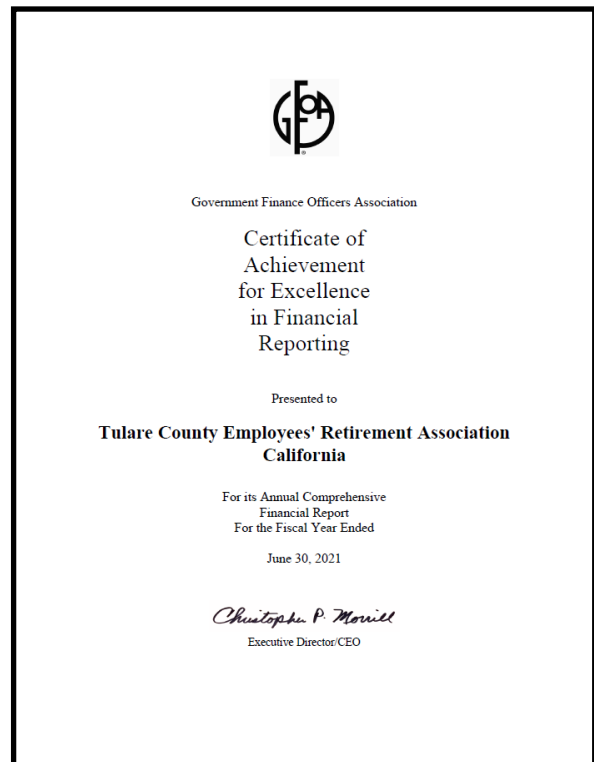 GFOA
®
Government Finance Officers Association
Certificate of
Achievement
for Excellence
in Financial
Reporting
Presented to
Tulare County Employees' Retirement Association
California
For its Annual Comprehensive
Financial Report
For the Fiscal Year Ended
June 30, 2021
Christopher P. Morrill
Executive Director/CEO